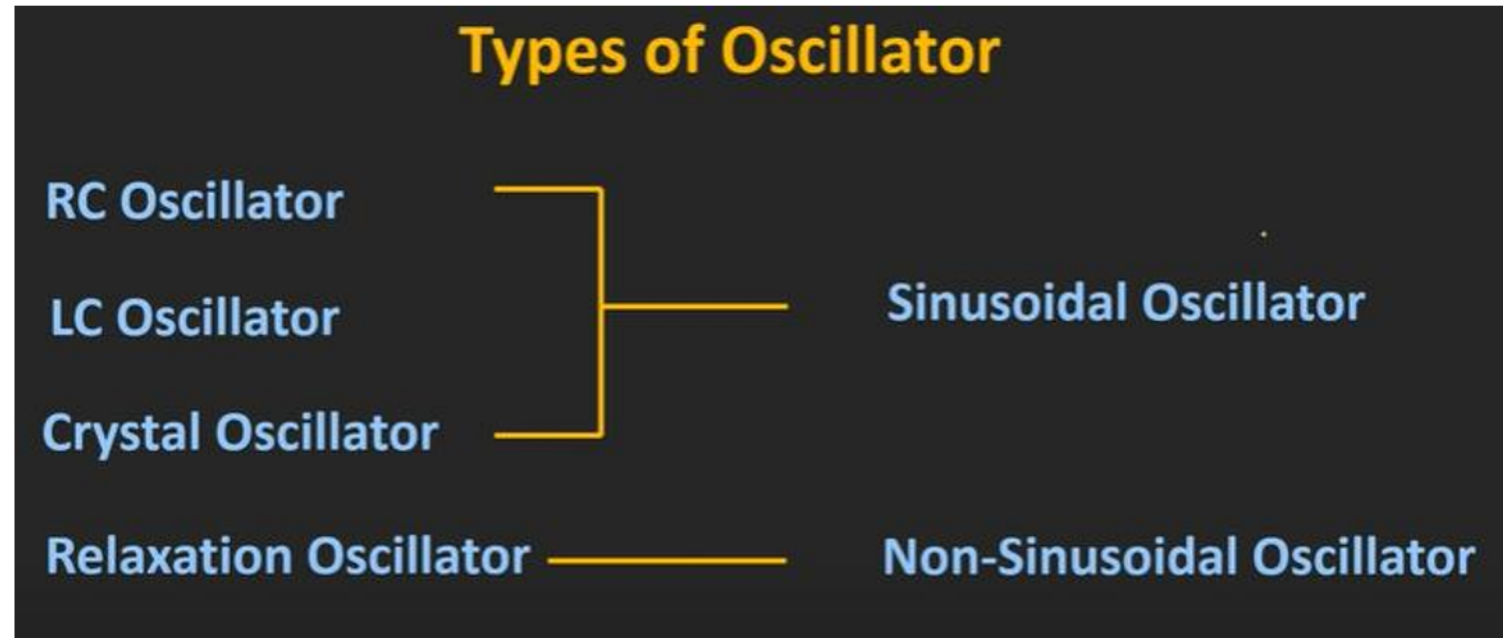 Types of Oscillator
RC Oscillator
LC Oscillator
Sinusoidal Oscillator
Crystal Oscillator
Relaxation Oscillator
Non-Sinusoidal Oscillator